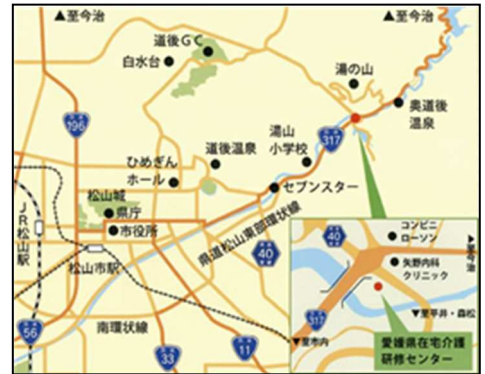 ▲至今治
▲至今治
道後GC
白水台
湯の山
奥道後
温泉
196
317
湯山
小学校
道後温泉
ひめぎん
ホール
セブンスター
松山城
県庁
市役所
県道松山東部環状線
40
JR松山駅
松山市駅
南環状線
56
33
11
40
コンビニ
ローソン
矢野内科
クリニック
▲至今治
▼至平井・森松
317
▼至市内
愛媛県在宅介護
研修センター